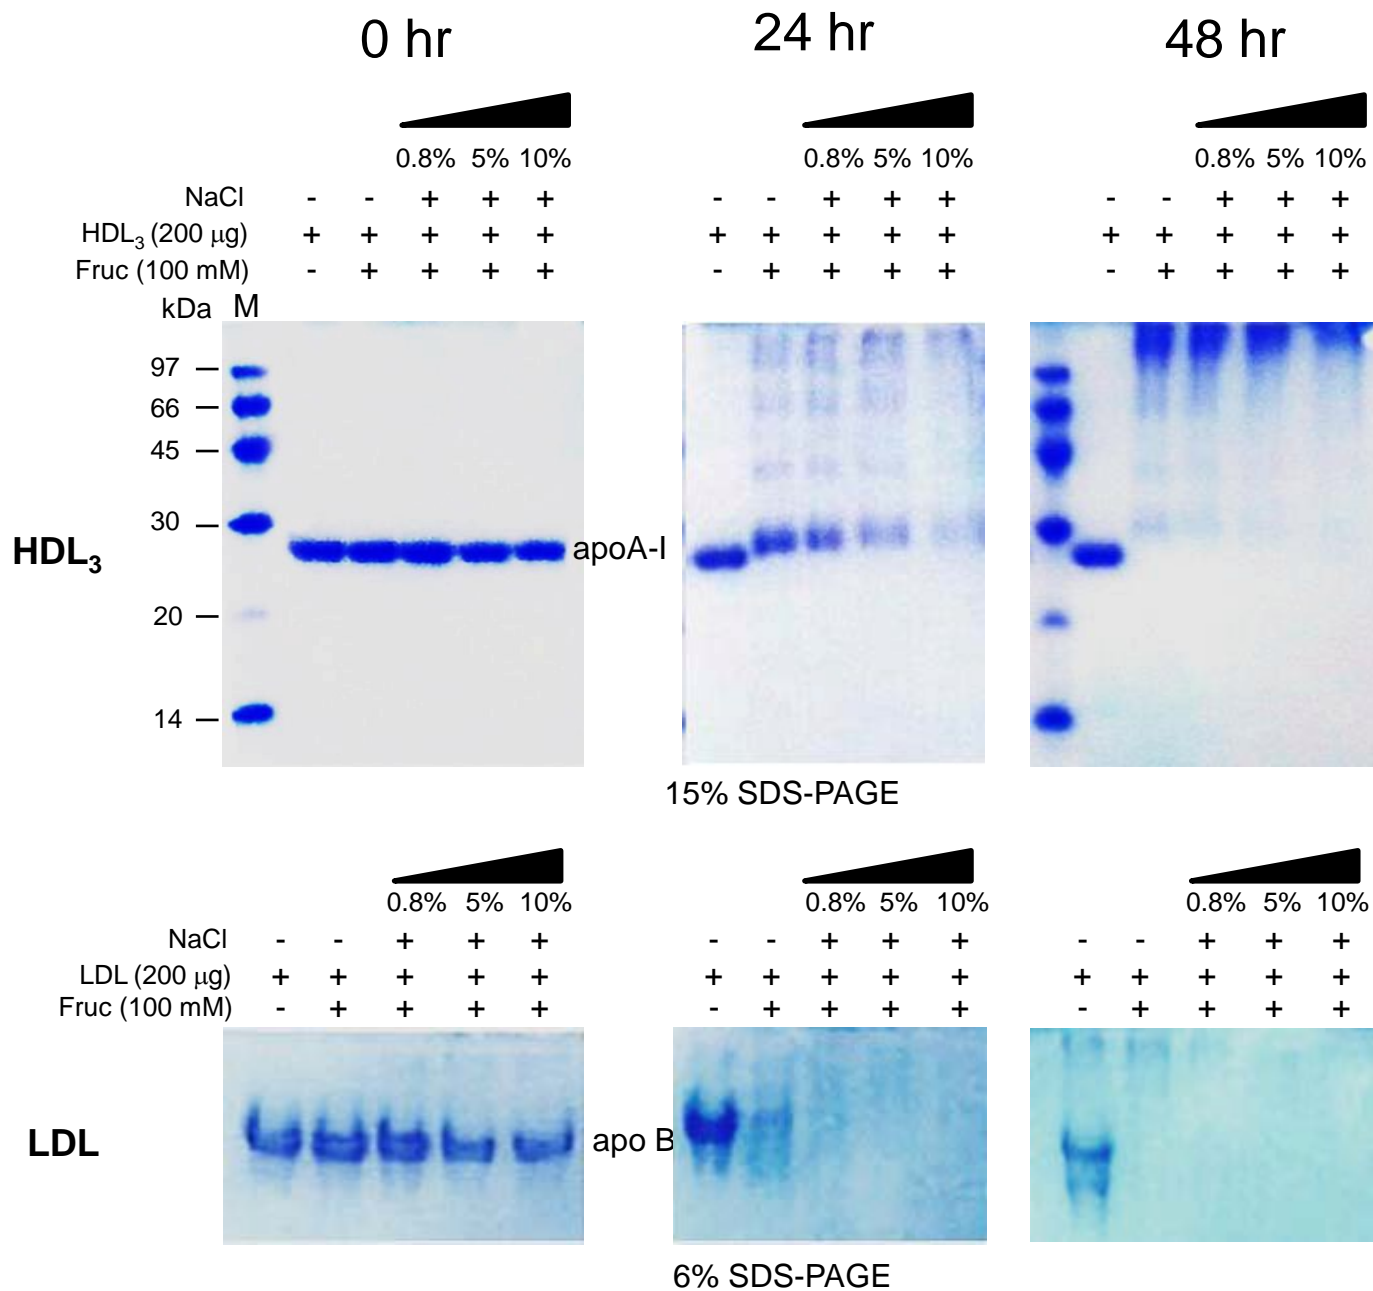 0 hr 24 hr 48 hr
0.8% 5% 10% 0.8% 5% 10% 0.8% 5% 10%
NaCl - - + + + - - + + + - - + + +
HDL3 (200 μg) + + + + + + + + + + + + + + +
Fruc (100 mM) - + + + + - + + + + - + + + +
kDa M
97
66
45
30
HDL3 apoA-I
20
14
15% SDS-PAGE
0.8% 5% 10% 0.8% 5% 10% 0.8% 5% 10%
NaCl - - + + + - - + + + - - + + +
LDL (200 μg) + + + + + + + + + + + + + + +
Fruc (100 mM) - + + + + - + + + + - + + + +
LDL apo B
6% SDS-PAGE